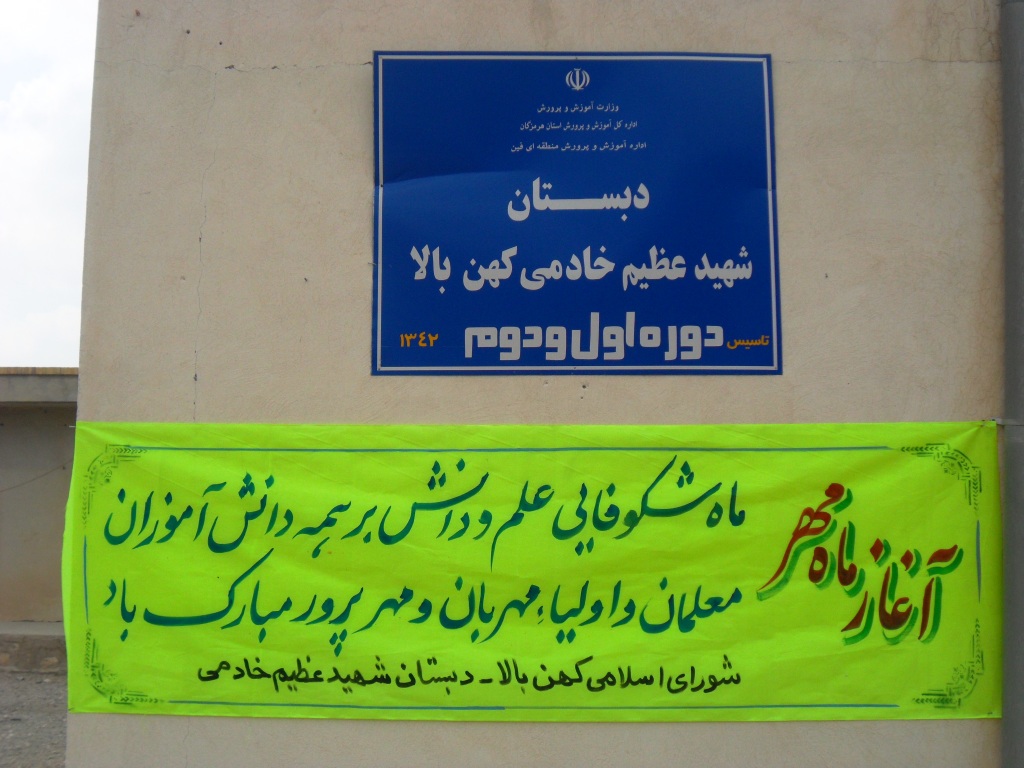 وزارت آموزش و پرورش
اداره کل آموزش و پرورش استان هرمزگان
اداره آموزش و پرورش منطقه ای فین
دبستان
شهید عظیم خادمی کهن بالا
دوره اول و دوم
تاسیس ۱۳٤۲
آغاز ماه مهر
ماه شکوفایی علم و دانش بر همه دانش آموزان
معلمان و اولیاء مهربان و مهر پرور مبارک باد
شورای اسلامی کهن بالا - دبستان شهید عظیم خادمی